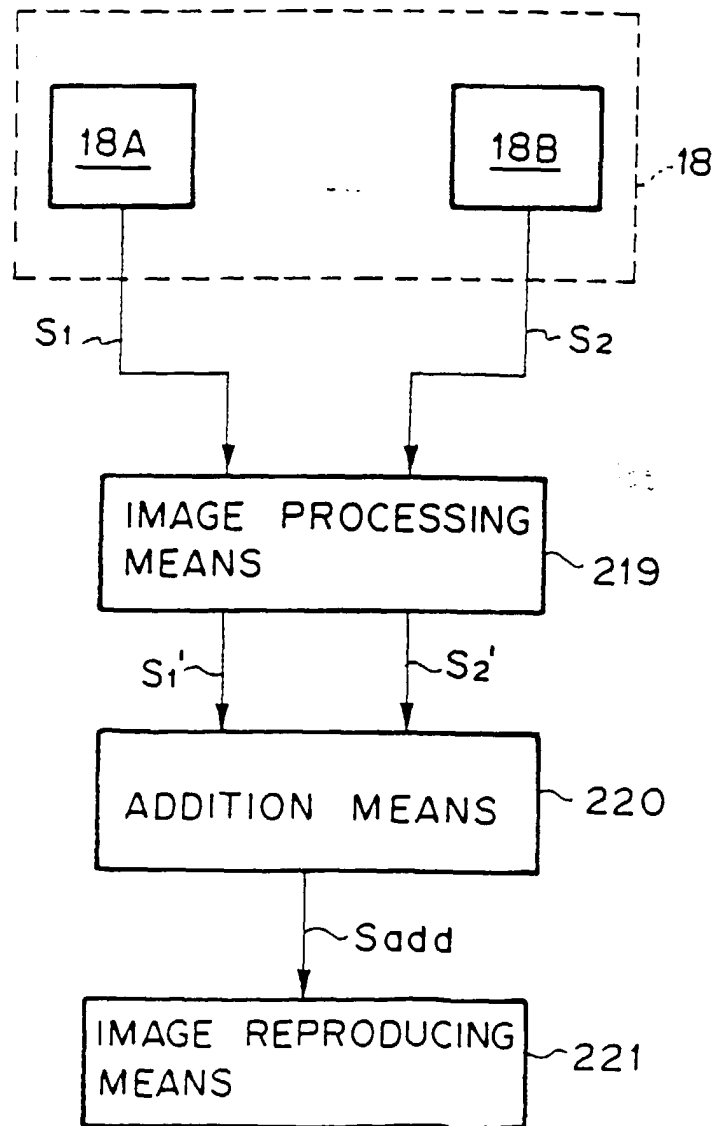 18A
18B
18
S1
S2
IMAGE PROCESSING
MEANS
219
S1'
S2'
ADDITION MEANS
220
Sadd
IMAGE REPRODUCING
MEANS
221